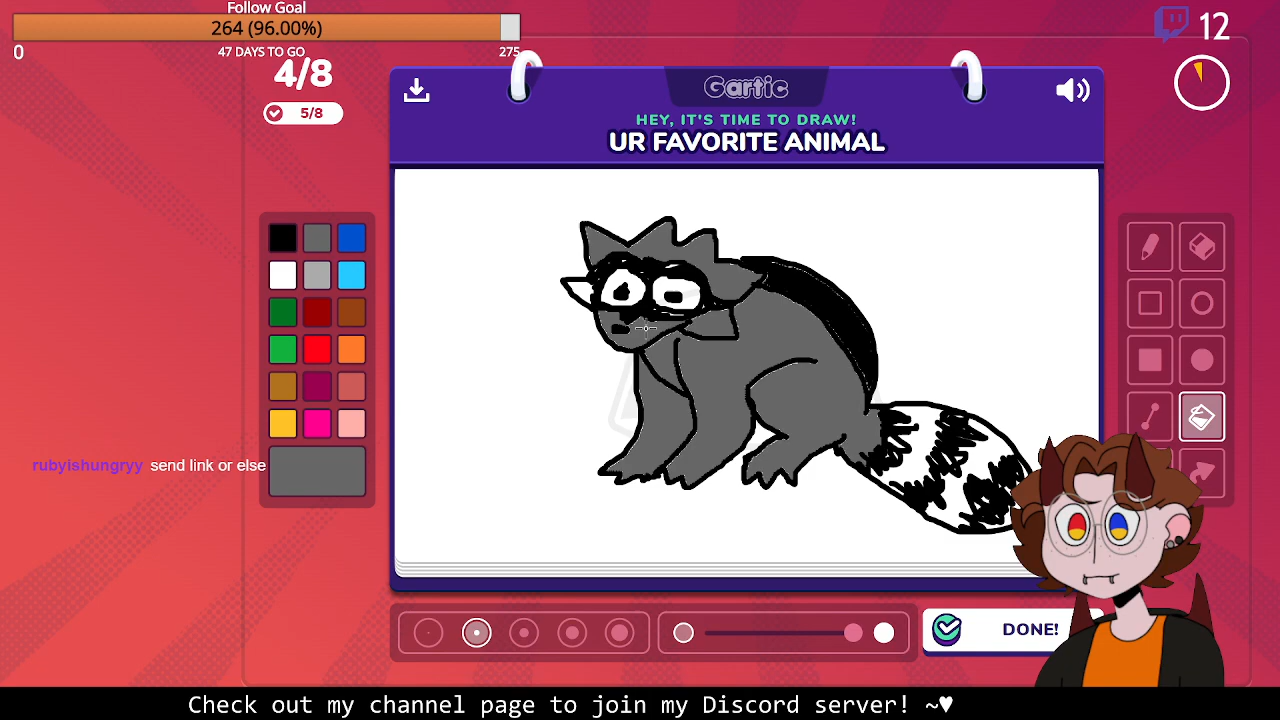 Follow Goal
264 (96.00%)
0
47 DAYS TO GO
275
12
4/8
5/8
Gartic
HEY, IT'S TIME TO DRAW!
UR FAVORITE ANIMAL
rubyishungryy send link or else
DONE!
Check out my channel page to join my Discord server! ~♥